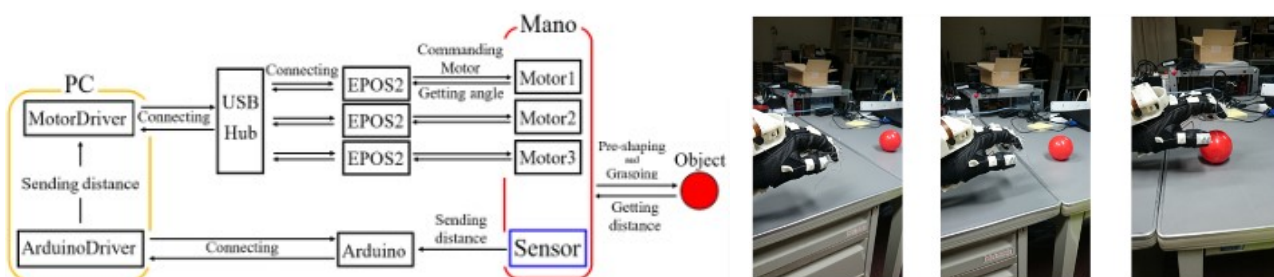 Mano
PC
MotorDriver
Connecting
USB
Hub
Connecting
EPOS2
EPOS2
EPOS2
Commanding
Motor
Getting angle
Motor1
Motor2
Motor3
Pre-shaping
and
Grasping
Object
Getting
distance
Sending distance
ArduinoDriver
Connecting
Arduino
Sending
distance
Sensor